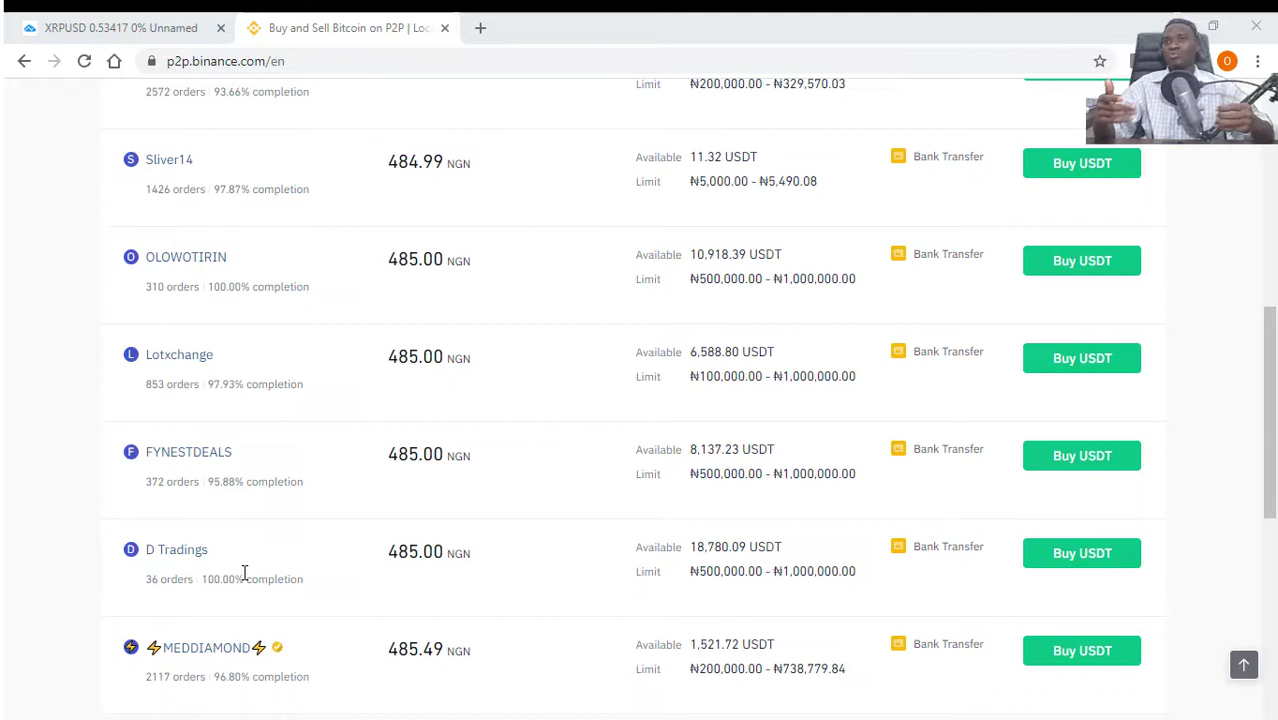 XRPUSD 0.53417 0% Unnamed
Buy and Sell Bitcoin on P2P | Loc
p2p.binance.com/en
O
2572 orders | 93.66% completion
Limit ₦200,000.00 - ₦329,570.03
S Sliver14
1426 orders | 97.87% completion
484.99 NGN
Available 11.32 USDT
Limit ₦5,000.00 - ₦5,490.08
Bank Transfer
Buy USDT
O OLOWOTIRIN
310 orders | 100.00% completion
485.00 NGN
Available 10,918.39 USDT
Limit ₦500,000.00 - ₦1,000,000.00
Bank Transfer
Buy USDT
L Lotxchange
853 orders | 97.93% completion
485.00 NGN
Available 6,588.80 USDT
Limit ₦100,000.00 - ₦1,000,000.00
Bank Transfer
Buy USDT
F FYNESTDEALS
372 orders | 95.88% completion
485.00 NGN
Available 8,137.23 USDT
Limit ₦500,000.00 - ₦1,000,000.00
Bank Transfer
Buy USDT
D D Tradings
36 orders | 100.00% completion
485.00 NGN
Available 18,780.09 USDT
Limit ₦500,000.00 - ₦1,000,000.00
Bank Transfer
Buy USDT
⚡MEDDIAMOND⚡
2117 orders | 96.80% completion
485.49 NGN
Available 1,521.72 USDT
Limit ₦200,000.00 - ₦738,779.84
Bank Transfer
Buy USDT